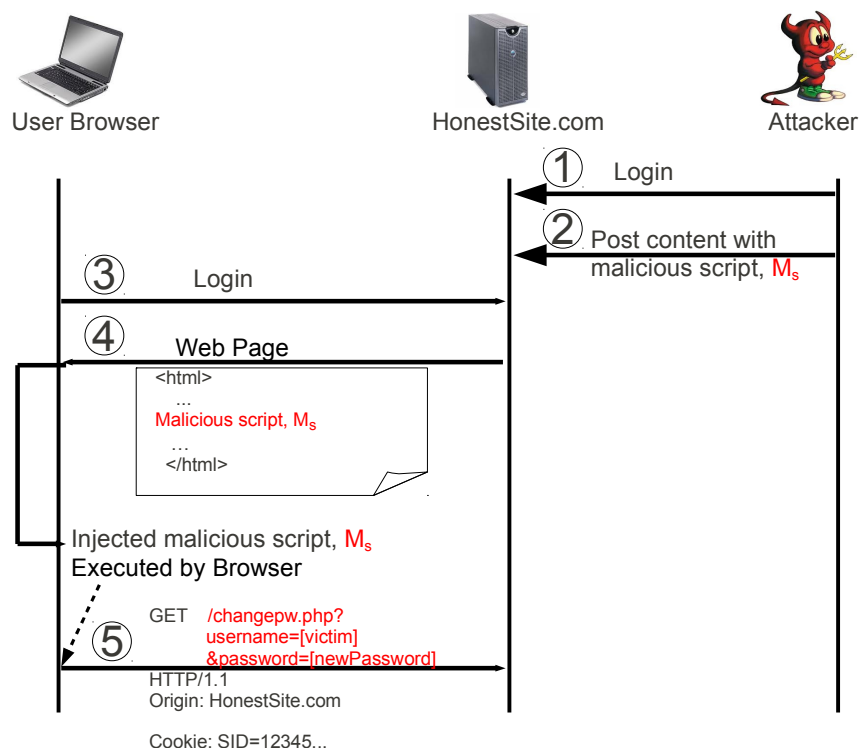 User Browser
HonestSite.com
Attacker
1
Login
2
Post content with
malicious script, Ms
3
Login
4
Web Page
<html>
...
Malicious script, Ms
...
</html>
Injected malicious script, Ms
Executed by Browser
5
GET /changepw.php?
username=[victim]
&password=[newPassword]
HTTP/1.1
Origin: HonestSite.com
Cookie: SID=12345...